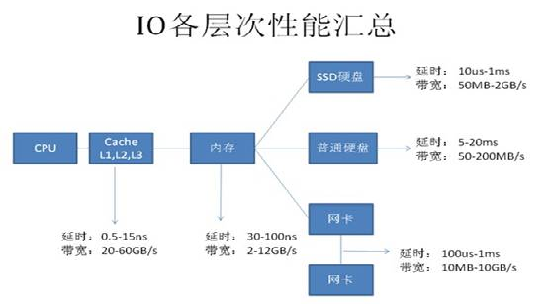 IO各层次性能汇总
SSD硬盘
延时： 10us-1ms
带宽： 50MB-2GB/s
CPU
Cache
L1,L2,L3
内存
普通硬盘
延时： 5-20ms
带宽： 50-200MB/s
网卡
延时： 0.5-15ns
带宽： 20-60GB/s
延时： 30-100ns
带宽： 2-12GB/s
延时： 100us-1ms
带宽： 10MB-10GB/s
网卡